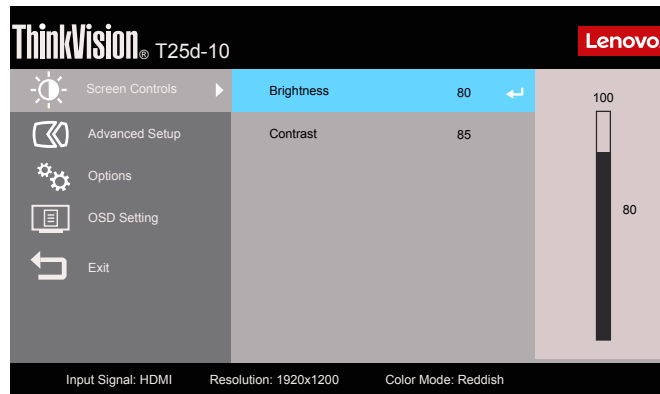 ThinkVision® T25d-10
Lenovo
Screen Controls
Brightness 80
100
Advanced Setup
Contrast 85
Options
OSD Setting
80
Exit
Input Signal: HDMI Resolution: 1920x1200 Color Mode: Reddish